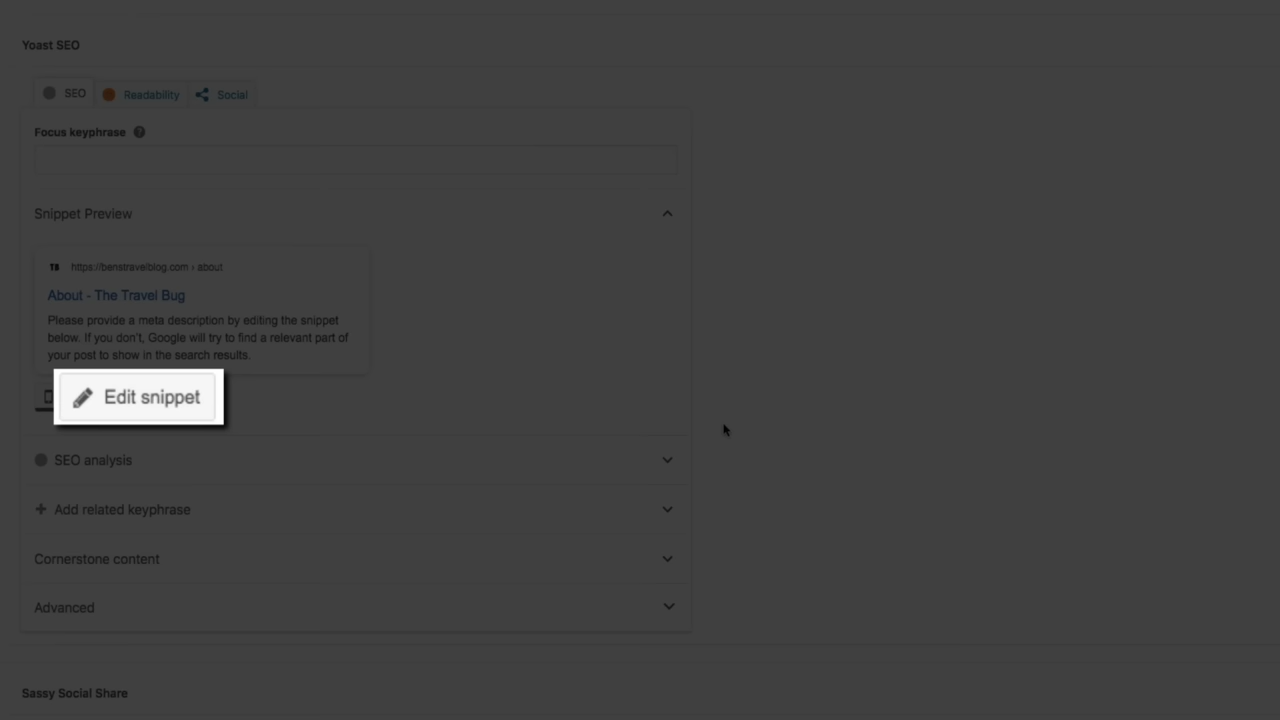 Yoast SEO
SEO
Readability
Social
Focus keyphrase
Snippet Preview
TB https://benstravelblog.com › about
About - The Travel Bug
Please provide a meta description by editing the snippet
below. If you don't, Google will try to find a relevant part of
your post to show in the search results.
Edit snippet
SEO analysis
Add related keyphrase
Cornerstone content
Advanced
Sassy Social Share